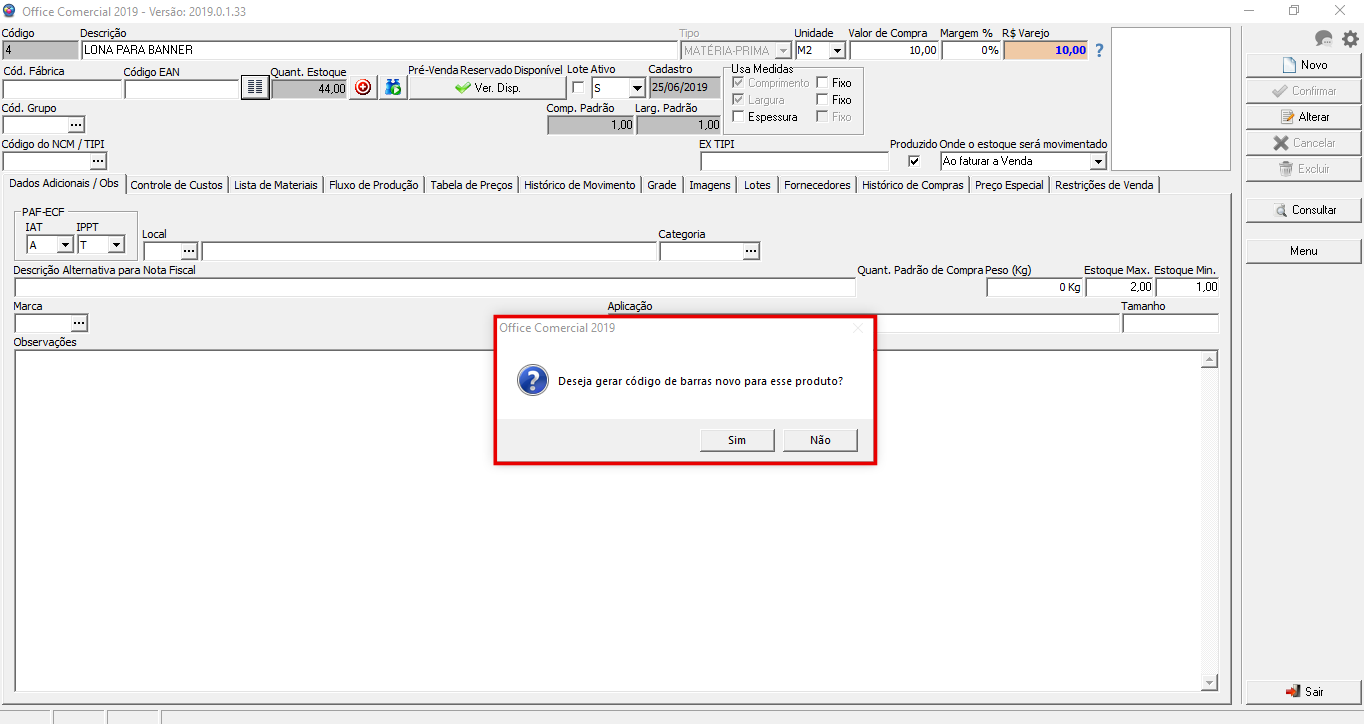 Office Comercial 2019 - Versão: 2019.0.1.33
Código Descrição Tipo Unidade Valor de Compra Margem % R$ Varejo
4 LONA PARA BANNER MATÉRIA-PRIMA M2 10,00 0% 10,00 ?
Cód. Fábrica Código EAN Quant. Estoque Pré-Venda Reservado Disponível Lote Ativo Cadastro Usa Medidas
44,00 Ver. Disp. S 25/06/2019 Comprimento Fixo
Largura Fixo
Espessura Fixo
Cód. Grupo Comp. Padrão Larg. Padrão
1,00 1,00
Código do NCM / TIPI EX TIPI Produzido Onde o estoque será movimentado
Ao faturar a Venda
Dados Adicionais / Obs Controle de Custos Lista de Materiais Fluxo de Produção Tabela de Preços Histórico de Movimento Grade Imagens Lotes Fornecedores Histórico de Compras Preço Especial Restrições de Venda
PAF-ECF
IAT IPPT Local Categoria
A T
Descrição Alternativa para Nota Fiscal Quant. Padrão de Compra Peso (Kg) Estoque Max. Estoque Min.
0 Kg 2,00 1,00
Marca Aplicação Tamanho
Observações
Office Comercial 2019
Deseja gerar código de barras novo para esse produto?
Sim Não
Novo
Confirmar
Alterar
Cancelar
Excluir
Consultar
Menu
Sair